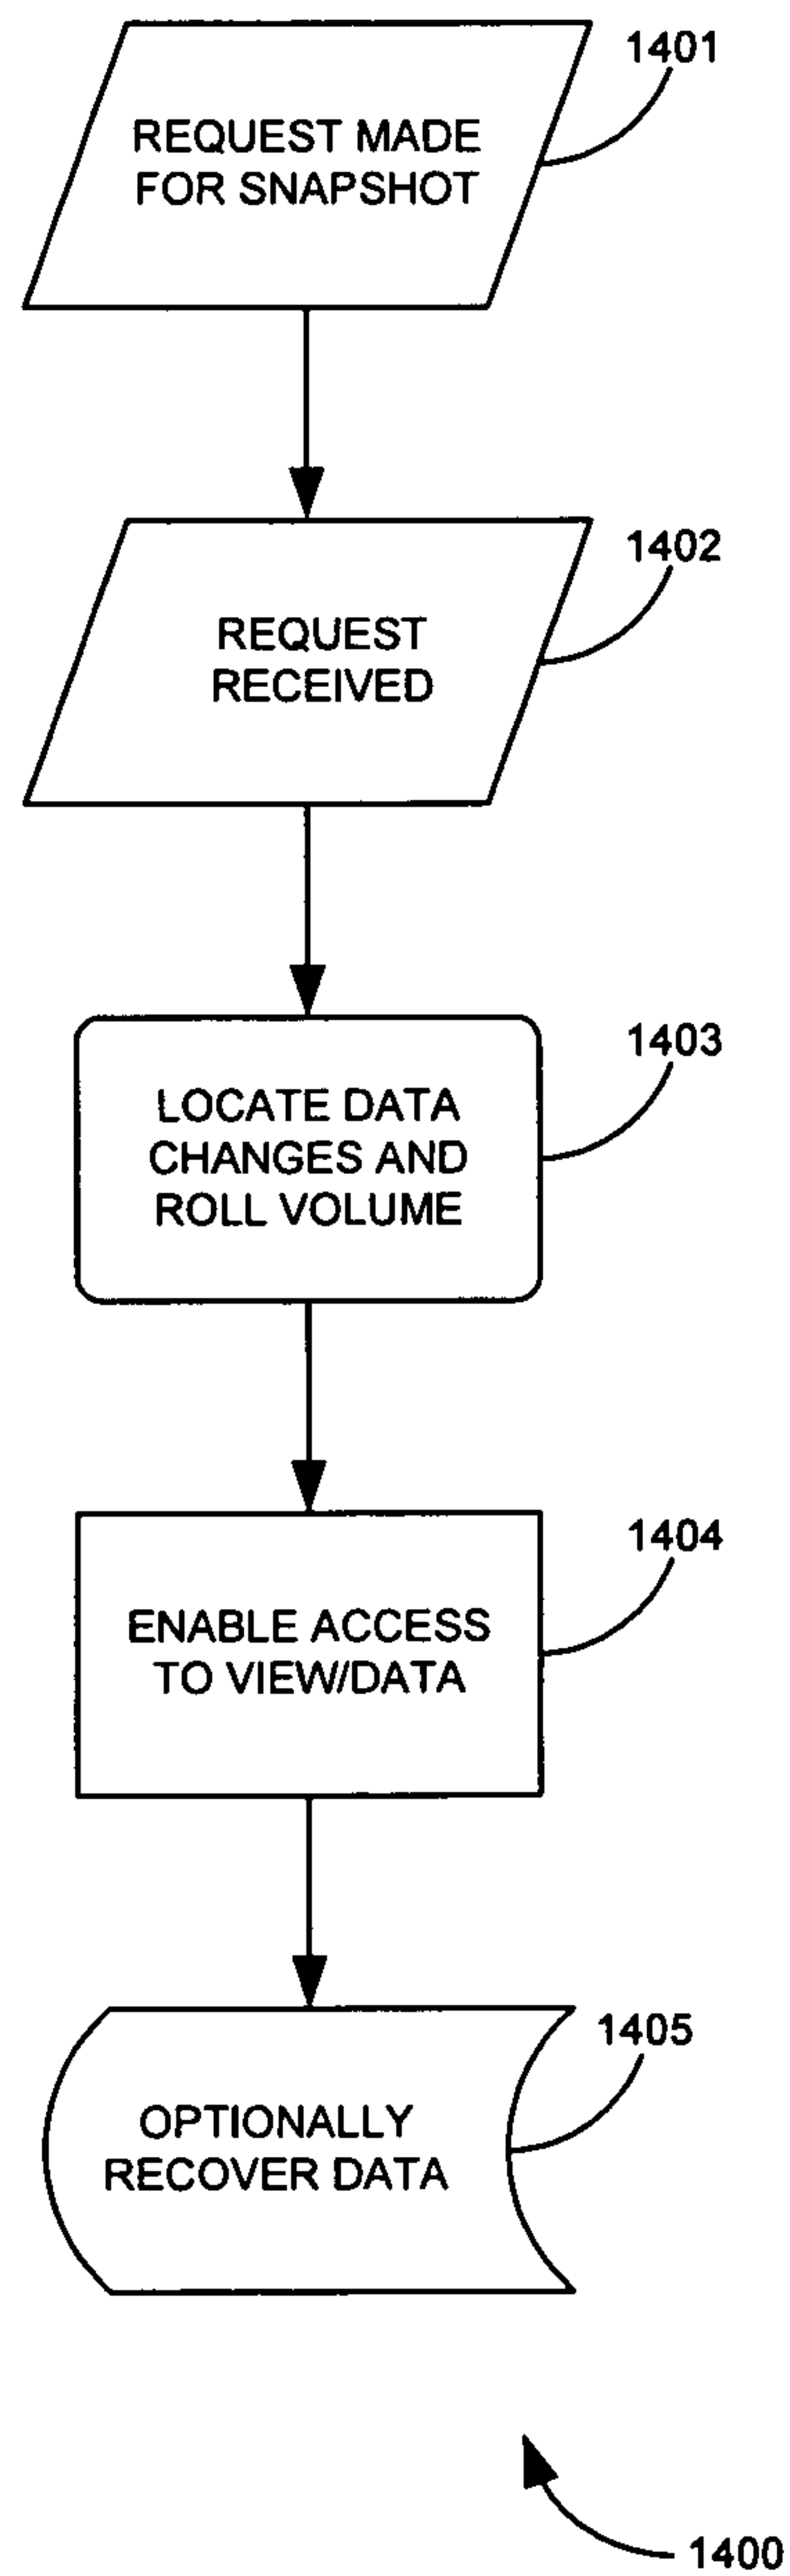 1401
REQUEST MADE
FOR SNAPSHOT
1402
REQUEST
RECEIVED
1403
LOCATE DATA
CHANGES AND
ROLL VOLUME
1404
ENABLE ACCESS
TO VIEW/DATA
1405
OPTIONALLY
RECOVER DATA
1400